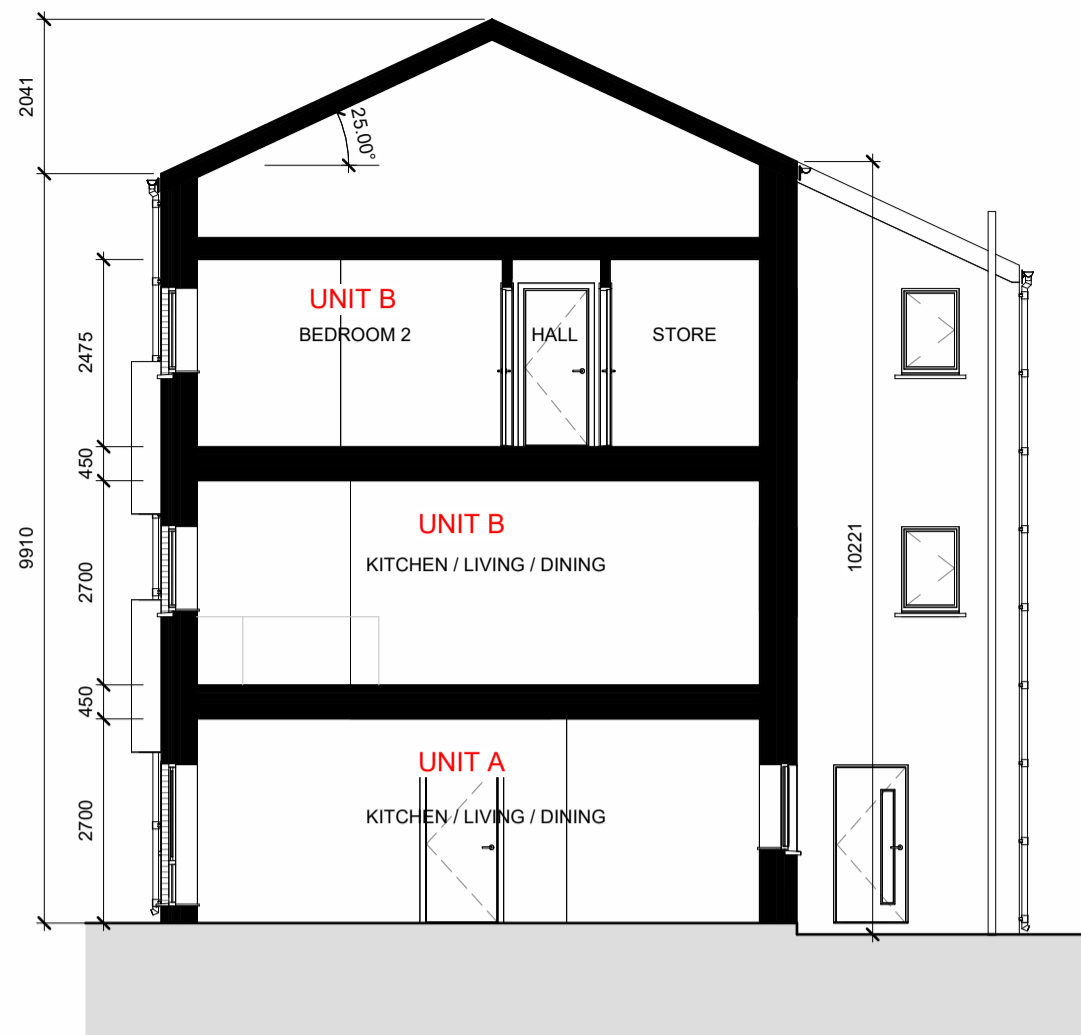 2041
25.00°
UNIT B
BEDROOM 2
HALL
STORE
2475
450
UNIT B
KITCHEN / LIVING / DINING
9910
10221
2700
450
UNIT A
KITCHEN / LIVING / DINING
2700